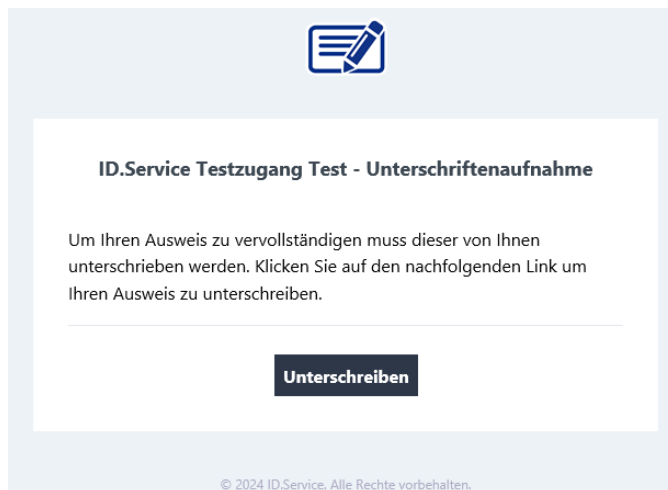 ID.Service Testzugang Test - Unterschriftenaufnahme
Um Ihren Ausweis zu vervollständigen muss dieser von Ihnen
unterschrieben werden. Klicken Sie auf den nachfolgenden Link um
Ihren Ausweis zu unterschreiben.
Unterschreiben
© 2024 ID.Service. Alle Rechte vorbehalten.